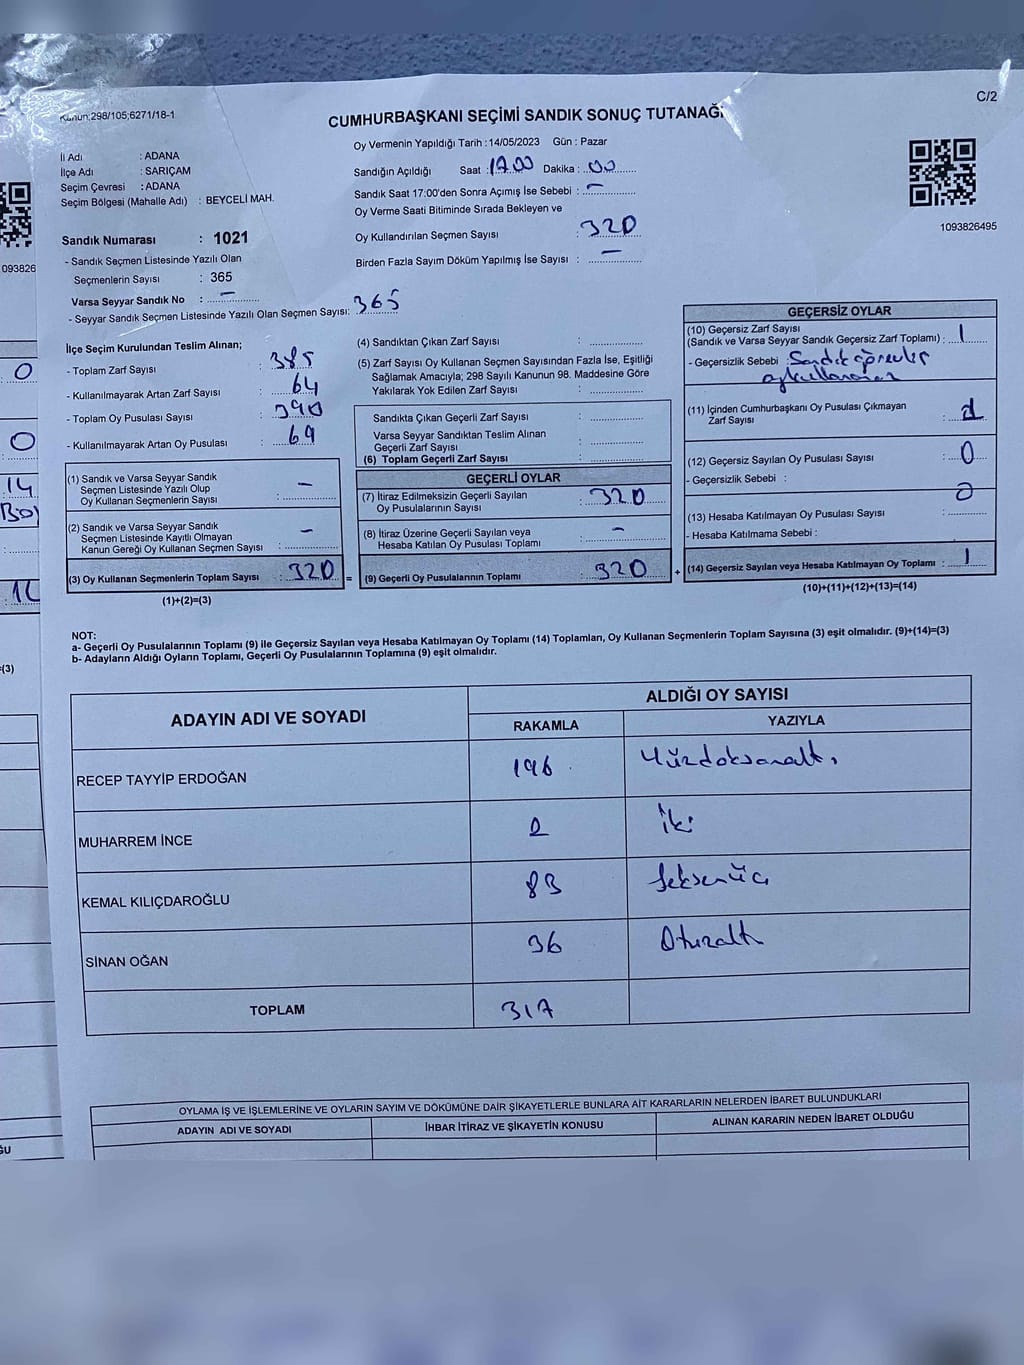 Kanun:298/105;6271/18-1
C/2
CUMHURBAŞKANI SEÇİMİ SANDIK SONUÇ TUTANAĞI
Oy Vermenin Yapıldığı Tarih : 14/05/2023 Gün : Pazar
İl Adı : ADANA
İlçe Adı : SARIÇAM
Seçim Çevresi : ADANA
Seçim Bölgesi (Mahalle Adı) : BEYCELİ MAH.
Sandığın Açıldığı Saat : 17.00 Dakika : 00
Sandık Saat 17:00'den Sonra Açımış İse Sebebi : –
Oy Verme Saati Bitiminde Sırada Bekleyen ve
Oy Kullandırılan Seçmen Sayısı : 320
Birden Fazla Sayım Döküm Yapılmış İse Sayısı : –
1093826495
093826
Sandık Numarası : 1021
- Sandık Seçmen Listesinde Yazılı Olan
Seçmenlerin Sayısı : 365
Varsa Seyyar Sandık No : –
- Seyyar Sandık Seçmen Listesinde Yazılı Olan Seçmen Sayısı: 365
İlçe Seçim Kurulundan Teslim Alınan;
- Toplam Zarf Sayısı : 385
- Kullanılmayarak Artan Zarf Sayısı : 64
- Toplam Oy Pusulası Sayısı : 390
- Kullanılmayarak Artan Oy Pusulası : 69
(1) Sandık ve Varsa Seyyar Sandık
Seçmen Listesinde Yazılı Olup
Oy Kullanan Seçmenlerin Sayısı : –
(2) Sandık ve Varsa Seyyar Sandık
Seçmen Listesinde Kayıtlı Olmayan
Kanun Gereği Oy Kullanan Seçmen Sayısı : –
(3) Oy Kullanan Seçmenlerin Toplam Sayısı : 320 =
(1)+(2)=(3)
(4) Sandıktan Çıkan Zarf Sayısı :
(5) Zarf Sayısı Oy Kullanan Seçmen Sayısından Fazla İse, Eşitliği
Sağlamak Amacıyla; 298 Sayılı Kanunun 98. Maddesine Göre
Yakılarak Yok Edilen Zarf Sayısı :
Sandıkta Çıkan Geçerli Zarf Sayısı :
Varsa Seyyar Sandıktan Teslim Alınan
Geçerli Zarf Sayısı :
(6) Toplam Geçerli Zarf Sayısı :
GEÇERLİ OYLAR
(7) İtiraz Edilmeksizin Geçerli Sayılan
Oy Pusulalarının Sayısı : 320
(8) İtiraz Üzerine Geçerli Sayılan veya
Hesaba Katılan Oy Pusulası Toplamı : –
(9) Geçerli Oy Pusulalarının Toplamı : 320 +
GEÇERSİZ OYLAR
(10) Geçersiz Zarf Sayısı
(Sandık ve Varsa Seyyar Sandık Geçersiz Zarf Toplamı) : 1
- Geçersizlik Sebebi : Sandık
(11) İçinden Cumhurbaşkanı Oy Pusulası Çıkmayan
Zarf Sayısı :
(12) Geçersiz Sayılan Oy Pusulası Sayısı : 0
- Geçersizlik Sebebi :
(13) Hesaba Katılmayan Oy Pusulası Sayısı : 0
- Hesaba Katılmama Sebebi :
(14) Geçersiz Sayılan veya Hesaba Katılmayan Oy Toplamı : 1
(10)+(11)+(12)+(13)=(14)
NOT:
a- Geçerli Oy Pusulalarının Toplamı (9) ile Geçersiz Sayılan veya Hesaba Katılmayan Oy Toplamı (14) Toplamları, Oy Kullanan Seçmenlerin Toplam Sayısına (3) eşit olmalıdır. (9)+(14)=(3)
b- Adayların Aldığı Oyların Toplamı, Geçerli Oy Pusulalarının Toplamına (9) eşit olmalıdır.
ADAYIN ADI VE SOYADI
ALDIĞI OY SAYISI
RAKAMLA YAZIYLA
RECEP TAYYİP ERDOĞAN 196 Yüzdoksanaltı
MUHARREM İNCE 2 iki
KEMAL KILIÇDAROĞLU 83 Seksenüç
SİNAN OĞAN 36 Otuzaltı
TOPLAM 317
OYLAMA İŞ VE İŞLEMLERİNE VE OYLARIN SAYIM VE DÖKÜMÜNE DAİR ŞİKAYETLERLE BUNLARA AİT KARARLARIN NELERDEN İBARET BULUNDUKLARI
ADAYIN ADI VE SOYADI İHBAR İTİRAZ VE ŞİKAYETİN KONUSU ALINAN KARARIN NEDEN İBARET OLDUĞU